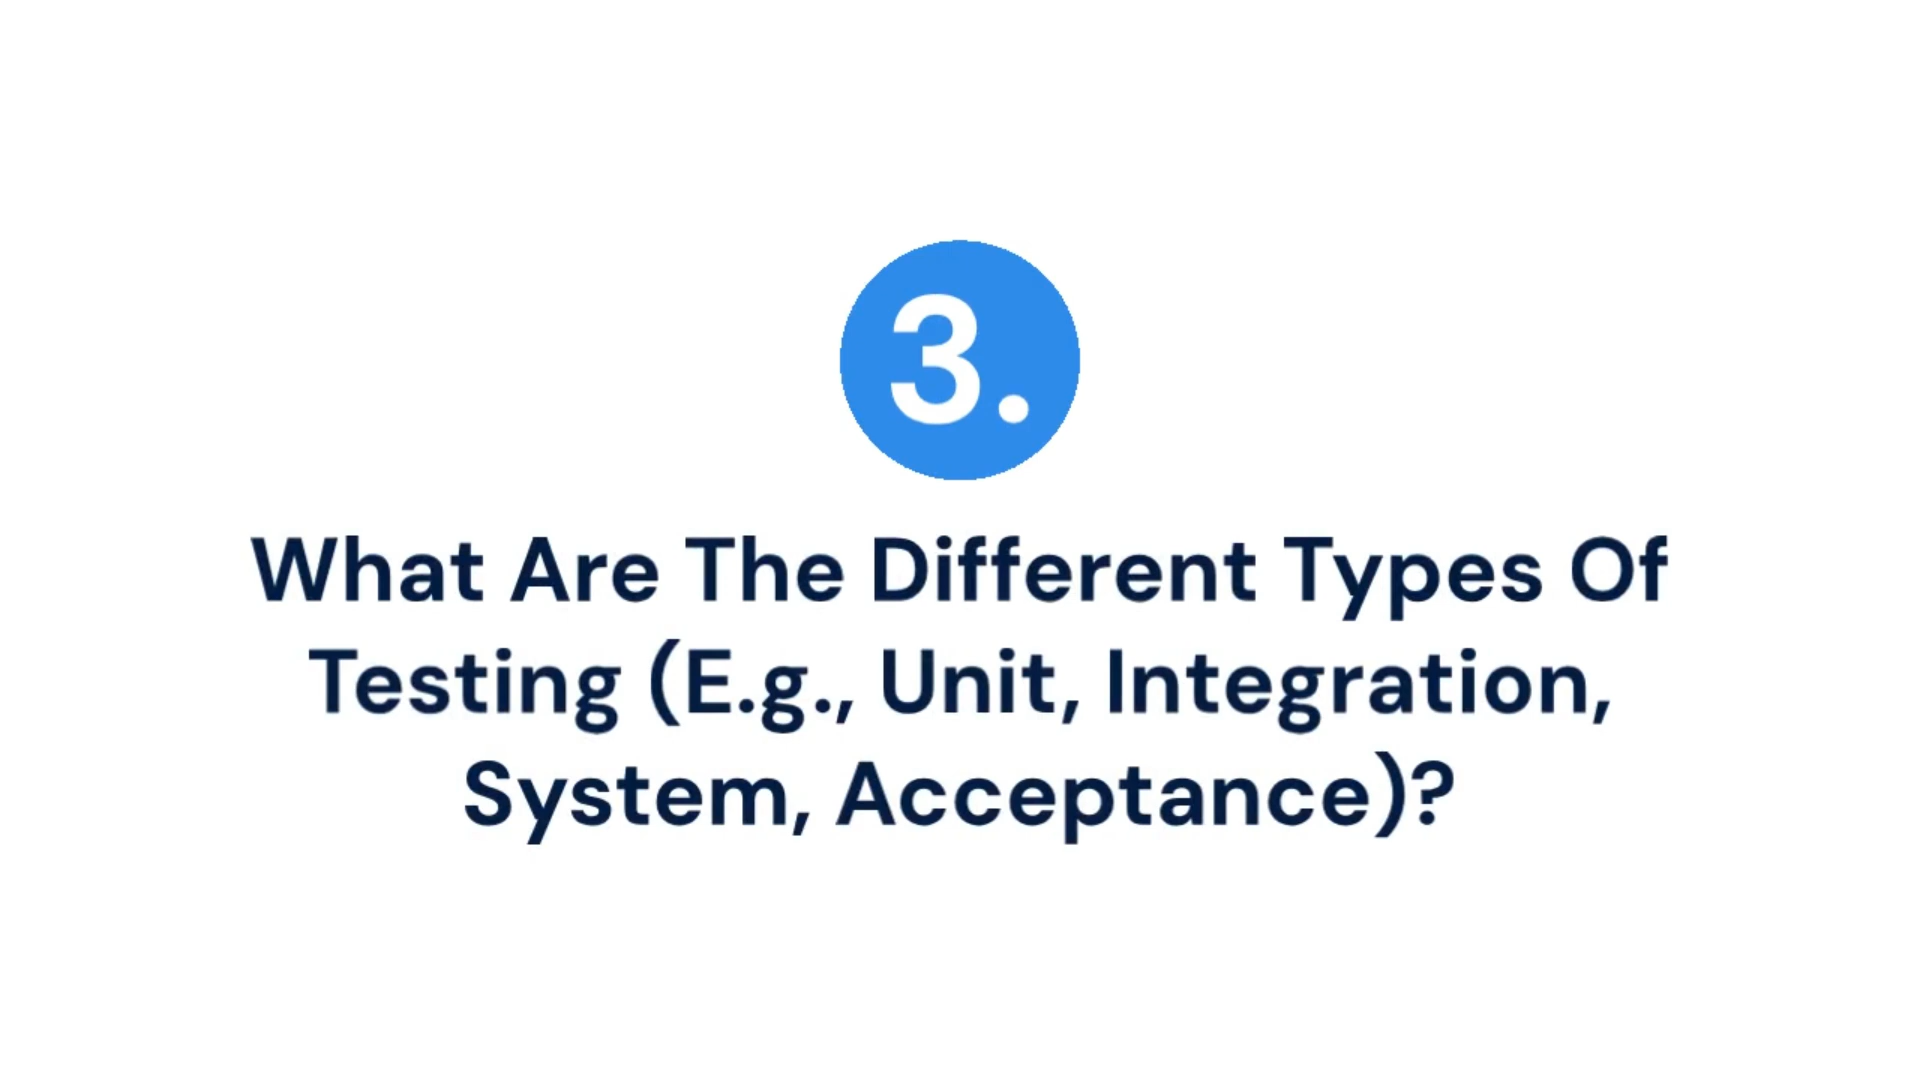 3.
What Are The Different Types Of
Testing (E.g., Unit, Integration,
System, Acceptance)?